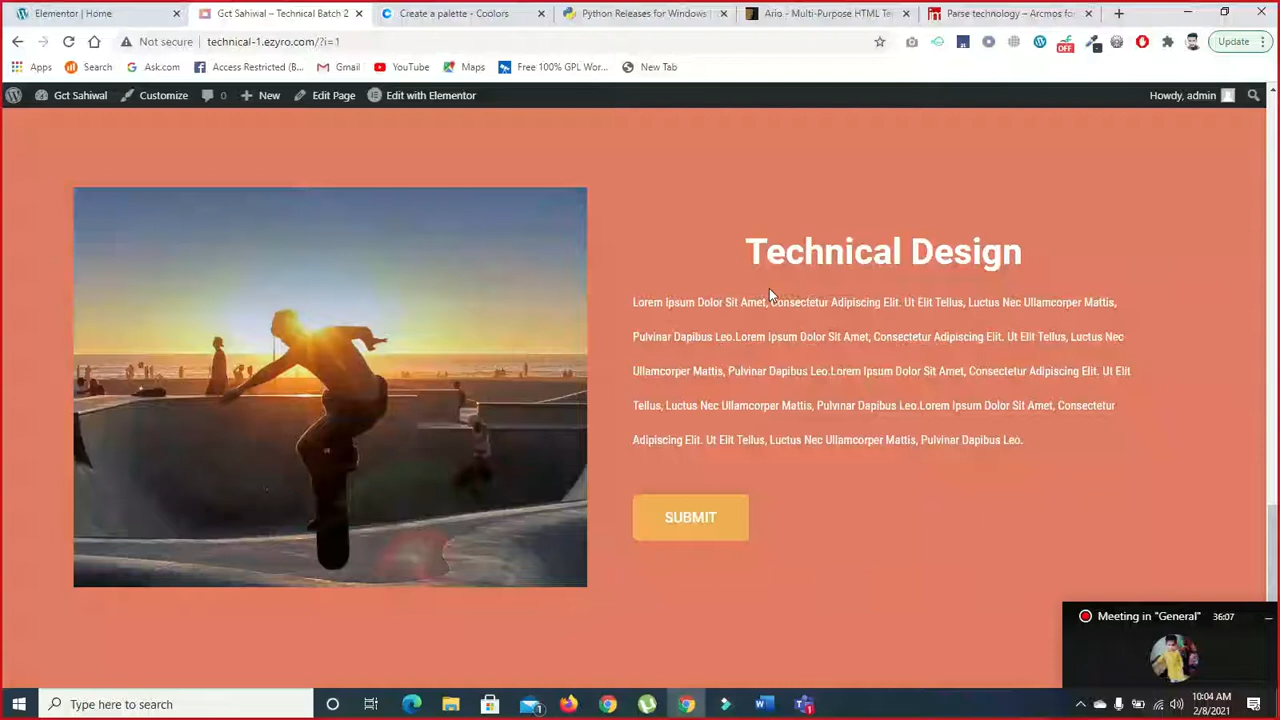 Elementor | Home
Gct Sahiwal – Technical Batch 2
Create a palette - Coolors
Python Releases for Windows
Ario - Multi-Purpose HTML Te
Parse technology – Arcmos for
Not secure
technical-1.ezyro.com/?i=1
OFF
Update
Apps
Search
Ask.com
Access Restricted (B...
Gmail
YouTube
Maps
Free 100% GPL Wor...
New Tab
Gct Sahiwal
Customize
0
New
Edit Page
Edit with Elementor
Howdy, admin
Technical Design
Lorem Ipsum Dolor Sit Amet, Consectetur Adipiscing Elit. Ut Elit Tellus, Luctus Nec Ullamcorper Mattis,
Pulvinar Dapibus Leo.Lorem Ipsum Dolor Sit Amet, Consectetur Adipiscing Elit. Ut Elit Tellus, Luctus Nec
Ullamcorper Mattis, Pulvinar Dapibus Leo.Lorem Ipsum Dolor Sit Amet, Consectetur Adipiscing Elit. Ut Elit
Tellus, Luctus Nec Ullamcorper Mattis, Pulvinar Dapibus Leo.Lorem Ipsum Dolor Sit Amet, Consectetur
Adipiscing Elit. Ut Elit Tellus, Luctus Nec Ullamcorper Mattis, Pulvinar Dapibus Leo.
SUBMIT
Meeting in "General"
36:07
Type here to search
10:04 AM
2/8/2021